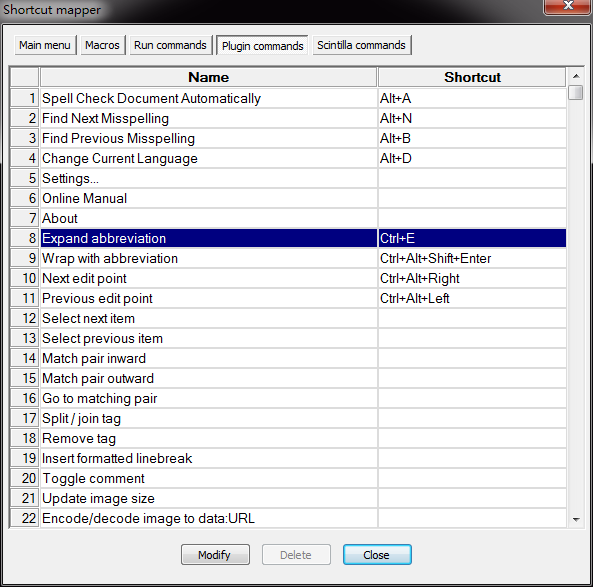 Shortcut mapper
Main menu Macros Run commands Plugin commands Scintilla commands
Name Shortcut
1 Spell Check Document Automatically Alt+A
2 Find Next Misspelling Alt+N
3 Find Previous Misspelling Alt+B
4 Change Current Language Alt+D
5 Settings...
6 Online Manual
7 About
8 Expand abbreviation Ctrl+E
9 Wrap with abbreviation Ctrl+Alt+Shift+Enter
10 Next edit point Ctrl+Alt+Right
11 Previous edit point Ctrl+Alt+Left
12 Select next item
13 Select previous item
14 Match pair inward
15 Match pair outward
16 Go to matching pair
17 Split / join tag
18 Remove tag
19 Insert formatted linebreak
20 Toggle comment
21 Update image size
22 Encode/decode image to data:URL
Modify Delete Close